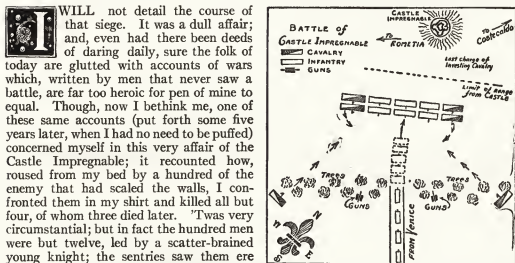 I WILL not detail the course of
that siege. It was a dull affair;
and, even had there been deeds
of daring daily, sure the folk of
today are glutted with accounts of wars
which, written by men that never saw a
battle, are far too heroic for pen of mine to
equal. Though, now I bethink me, one of
these same accounts (put forth some five
years later, when I had no need to be puffed)
concerned myself in this very affair of the
Castle Impregnable; it recounted how,
roused from my bed by a hundred of the
enemy that had scaled the walls, I con-
fronted them in my shirt and killed all but
four, of whom three died later. 'Twas very
circumstantial; but in fact the hundred men
were but twelve, led by a scatter-brained
young knight; the sentries saw them ere
BATTLE of
CASTLE IMPREGNABLE
CAVALRY
INFANTRY
GUNS
CASTLE
IMPREGNABLE
TO
ROMETIA
TO
Castecaldo
Last charge of
Investing Cavalry
Limit of Range
from CASTLE
TREES
TREES
GUNS
GUNS
FROM VENICE
N
E
S